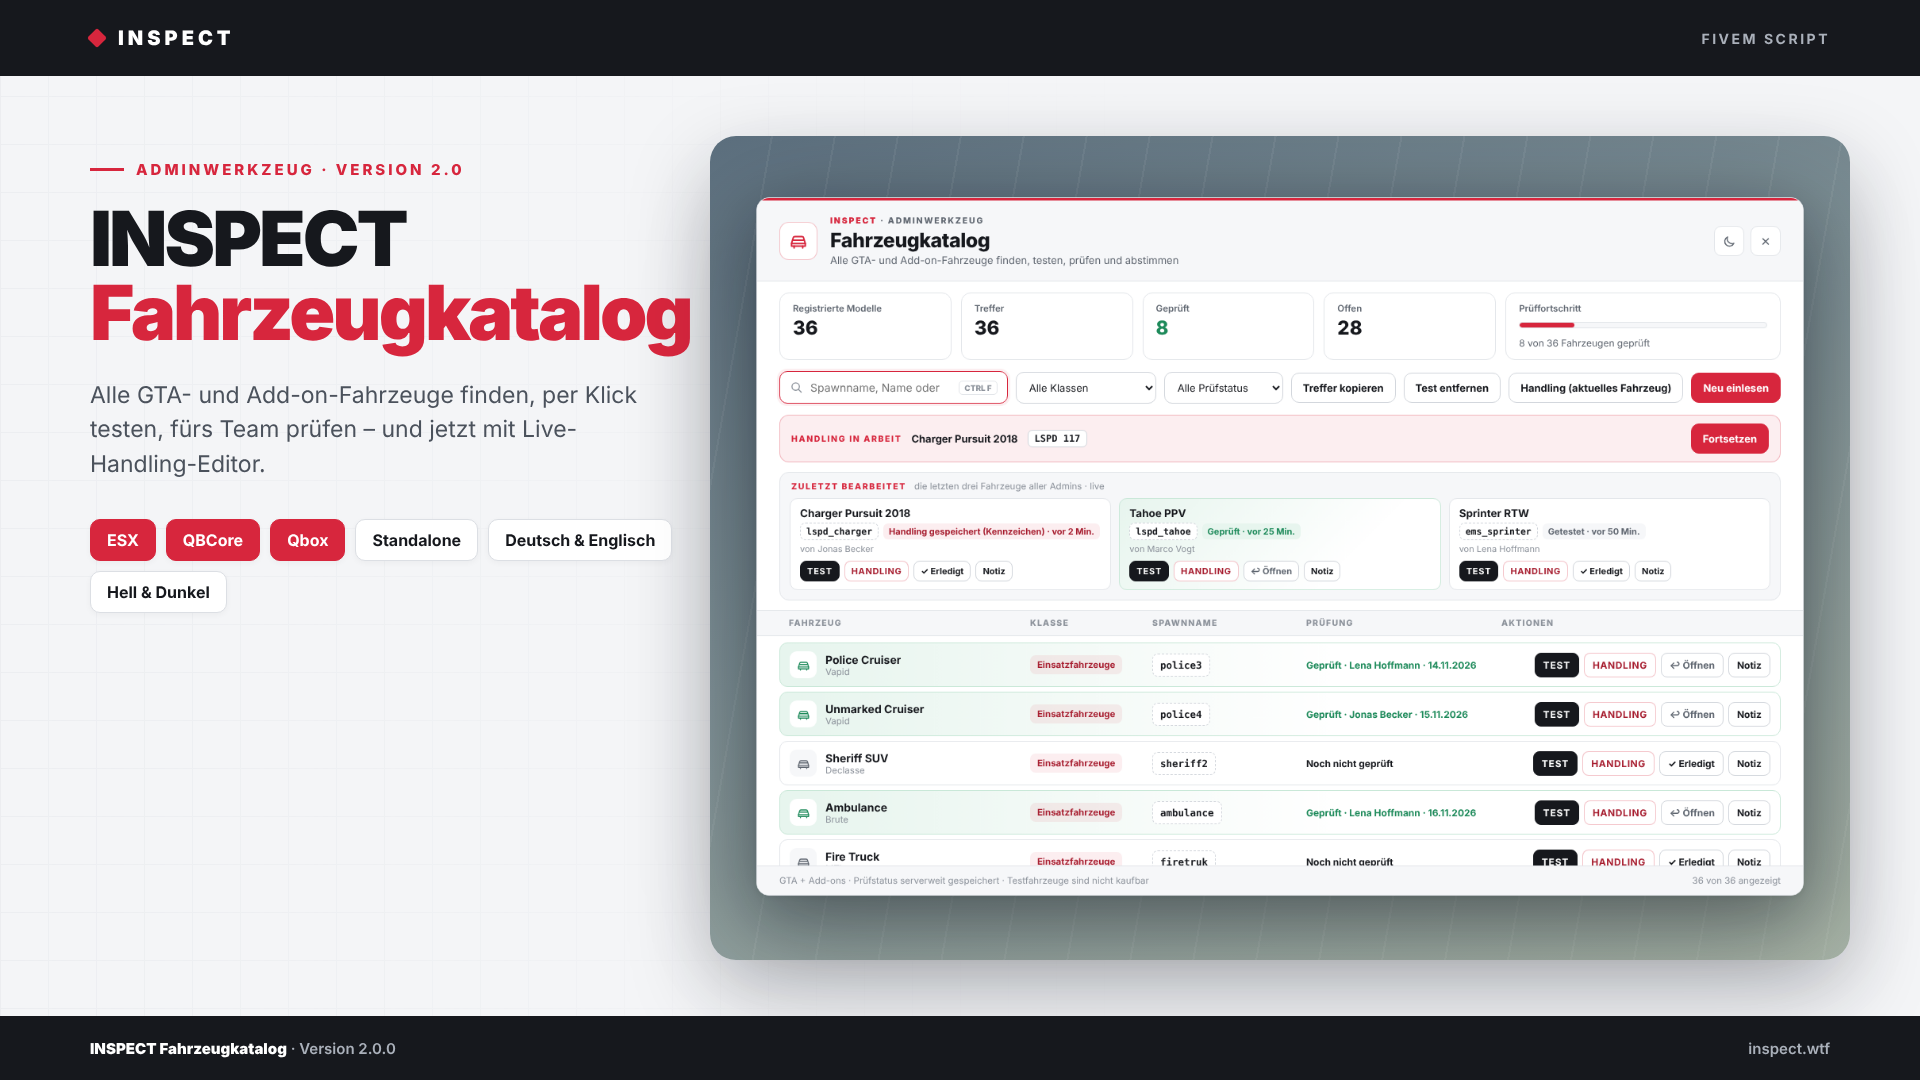 INSPECT
FIVEM SCRIPT
ADMINWERKZEUG · VERSION 2.0
INSPECT
Fahrzeugkatalog
Alle GTA- und Add-on-Fahrzeuge finden, per Klick
testen, fürs Team prüfen – und jetzt mit Live-
Handling-Editor.
ESX QBCore Qbox Standalone Deutsch & Englisch
Hell & Dunkel
INSPECT · ADMINWERKZEUG
Fahrzeugkatalog
Alle GTA- und Add-on-Fahrzeuge finden, testen, prüfen und abstimmen
Registrierte Modelle Treffer Geprüft Offen Prüffortschritt
36 36 8 28
8 von 36 Fahrzeugen geprüft
Spawnname, Name oder CTRL F Alle Klassen Alle Prüfstatus Treffer kopieren Test entfernen Handling (aktuelles Fahrzeug) Neu einlesen
HANDLING IN ARBEIT Charger Pursuit 2018 LSPD 117 Fortsetzen
ZULETZT BEARBEITET die letzten drei Fahrzeuge aller Admins · live
Charger Pursuit 2018
lspd_charger Handling gespeichert (Kennzeichen) · vor 2 Min.
von Jonas Becker
TEST HANDLING ✓ Erledigt Notiz
Tahoe PPV
lspd_tahoe Geprüft · vor 25 Min.
von Marco Vogt
TEST HANDLING ↩ Öffnen Notiz
Sprinter RTW
ems_sprinter Getestet · vor 50 Min.
von Lena Hoffmann
TEST HANDLING ✓ Erledigt Notiz
FAHRZEUG KLASSE SPAWNNAME PRÜFUNG AKTIONEN
Police Cruiser
Vapid
Einsatzfahrzeuge police3 Geprüft · Lena Hoffmann · 14.11.2026 TEST HANDLING ↩ Öffnen Notiz
Unmarked Cruiser
Vapid
Einsatzfahrzeuge police4 Geprüft · Jonas Becker · 15.11.2026 TEST HANDLING ↩ Öffnen Notiz
Sheriff SUV
Declasse
Einsatzfahrzeuge sheriff2 Noch nicht geprüft TEST HANDLING ✓ Erledigt Notiz
Ambulance
Brute
Einsatzfahrzeuge ambulance Geprüft · Lena Hoffmann · 16.11.2026 TEST HANDLING ↩ Öffnen Notiz
Fire Truck
Einsatzfahrzeuge firetruk Noch nicht geprüft TEST HANDLING ✓ Erledigt Notiz
GTA + Add-ons · Prüfstatus serverweit gespeichert · Testfahrzeuge sind nicht kaufbar
36 von 36 angezeigt
INSPECT Fahrzeugkatalog · Version 2.0.0
inspect.wtf